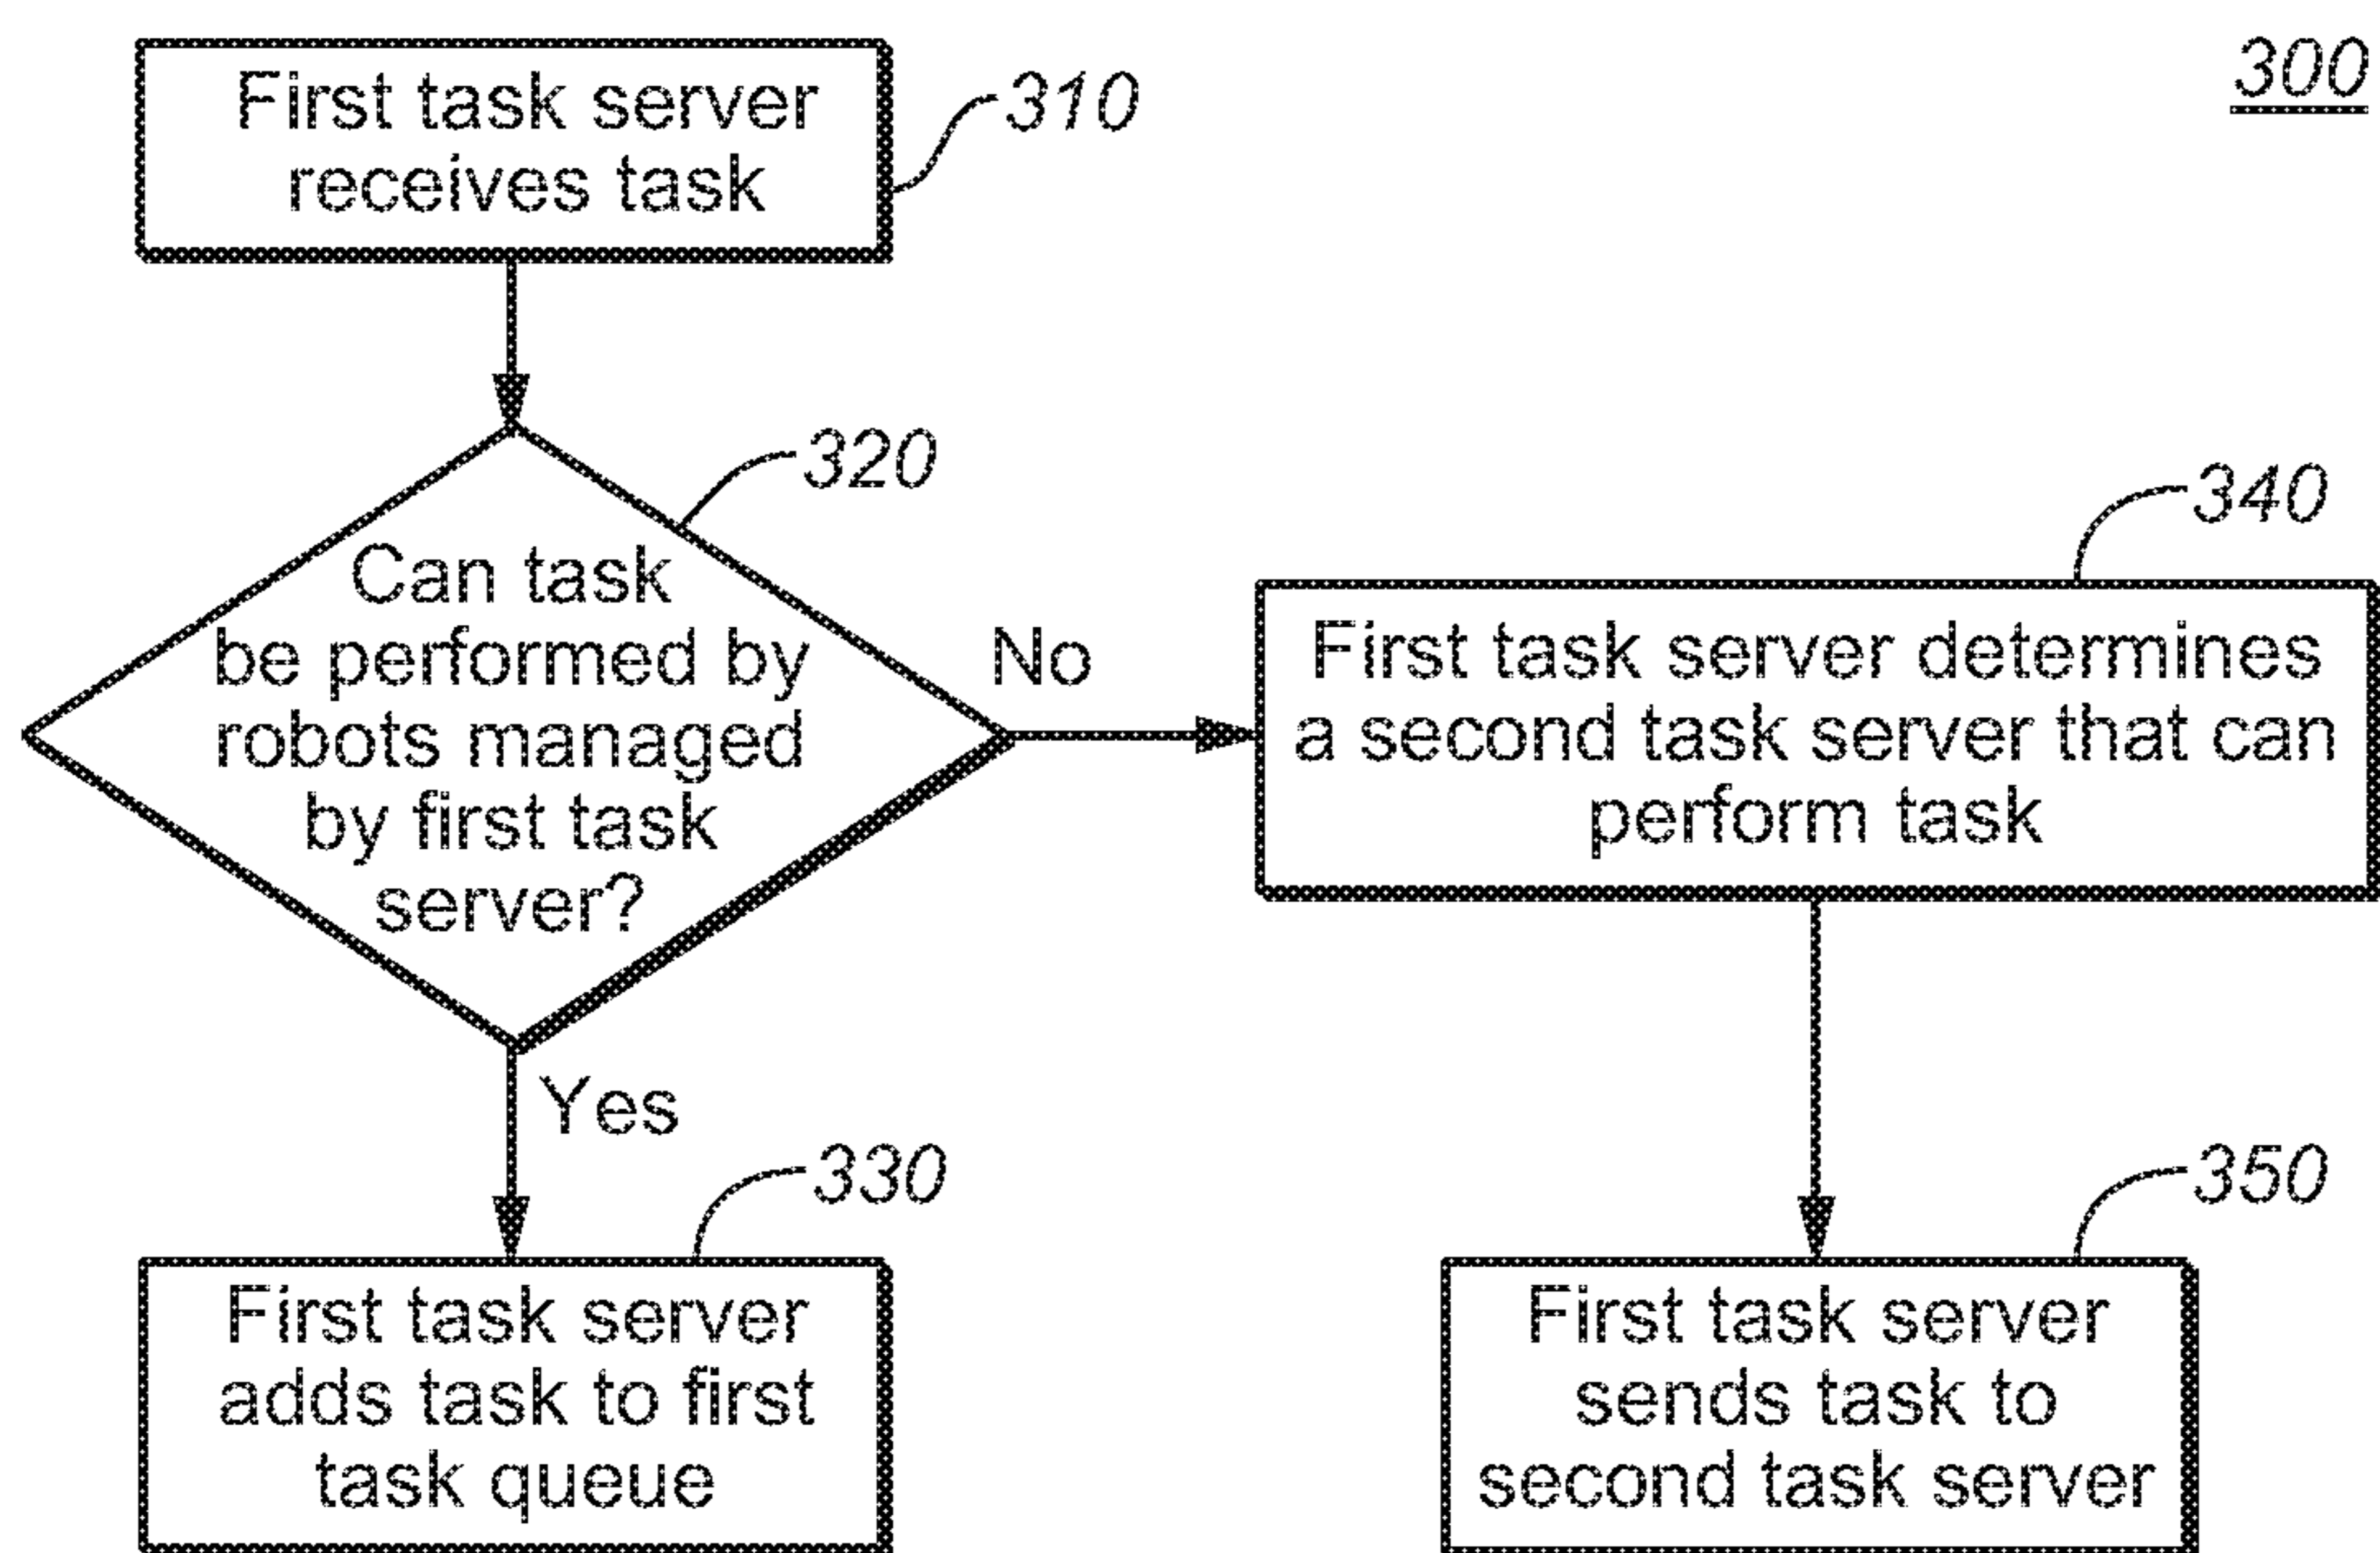 300
First task server
receives task
310
320
Can task
be performed by
robots managed
by first task
server?
No
340
First task server determines
a second task server that can
perform task
Yes
330
First task server
adds task to first
task queue
350
First task server
sends task to
second task server